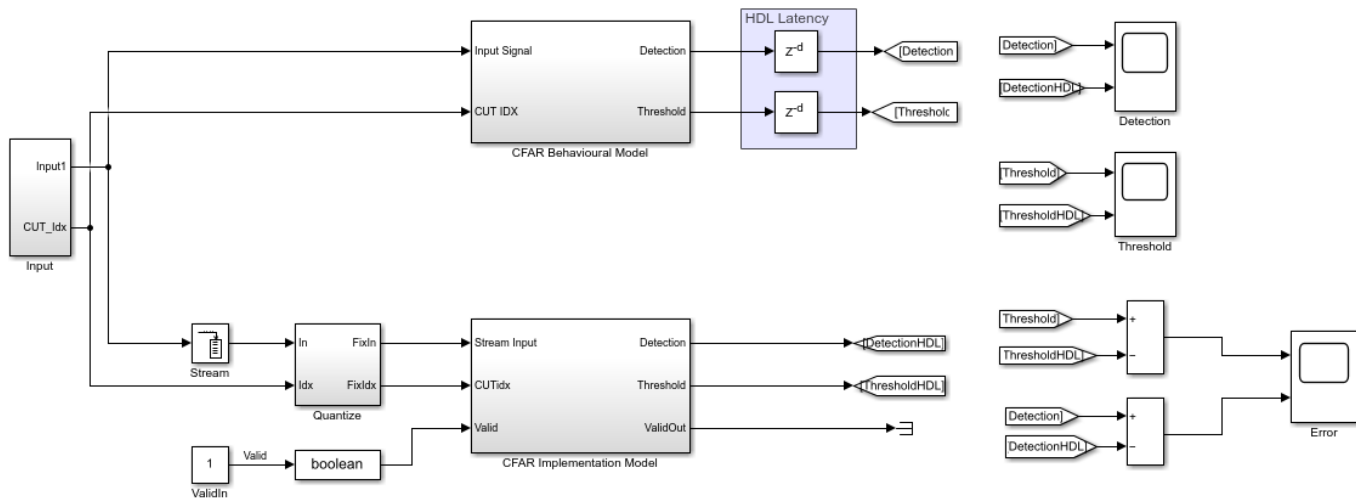 HDL Latency
Input Signal
Detection
z-d
[Detection
CUT IDX
Threshold
z-d
[Threshold
CFAR Behavioural Model
Detection]
[DetectionHDL]
Detection
[Threshold]
[ThresholdHDL]
Threshold
Input1
CUT_Idx
Input
Stream
In
FixIn
Idx
FixIdx
Quantize
Stream Input
Detection
[DetectionHDL]
CUTidx
Threshold
[ThresholdHDL]
Valid
ValidOut
CFAR Implementation Model
1
Valid
boolean
ValidIn
Threshold]
+
ThresholdHDL]
−
Detection]
+
DetectionHDL]
−
Error